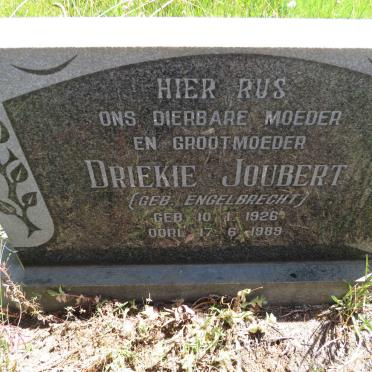 HIER RUS
ONS DIERBARE MOEDER
EN GROOTMOEDER
DRIEKIE JOUBERT
(GEB. ENGELBRECHT)
GEB. 10. 1. 1926
OORL. 17. 6. 1989